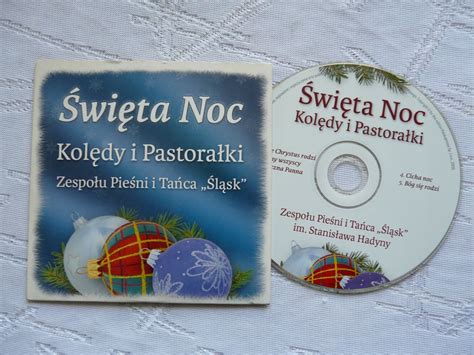 Święta Noc
Kolędy i Pastorałki
Zespołu Pieśni i Tańca „Śląsk”
Święta Noc
Kolędy i Pastorałki
Chrystus rodzi
wszyscy
Panna
4. Cicha noc
5. Bóg się rodzi
Zespołu Pieśni i Tańca „Śląsk”
im. Stanisława Hadyny